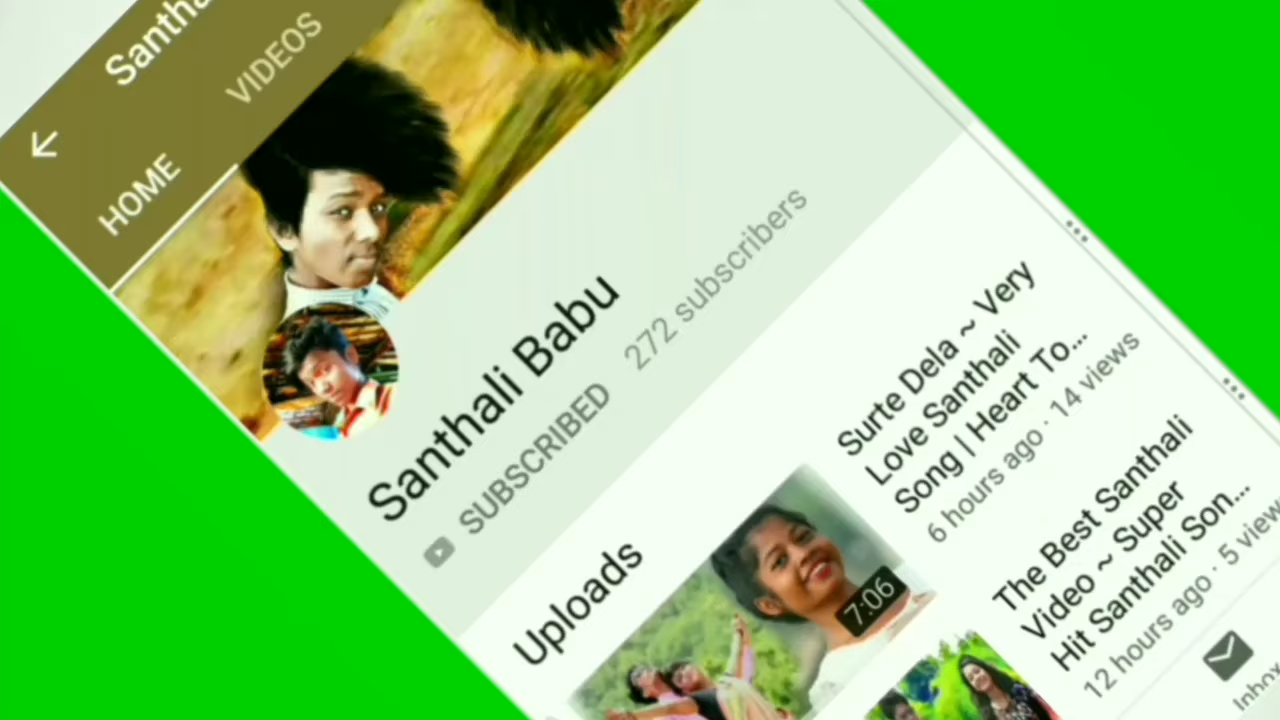 Santha
HOME
VIDEOS
Santhali Babu
SUBSCRIBED 272 subscribers
Uploads
7:06
Surte Dela ~ Very
Love Santhali
Song | Heart To...
6 hours ago · 14 views
The Best Santhali
Video ~ Super
Hit Santhali Son...
12 hours ago · 5 view
Inbox